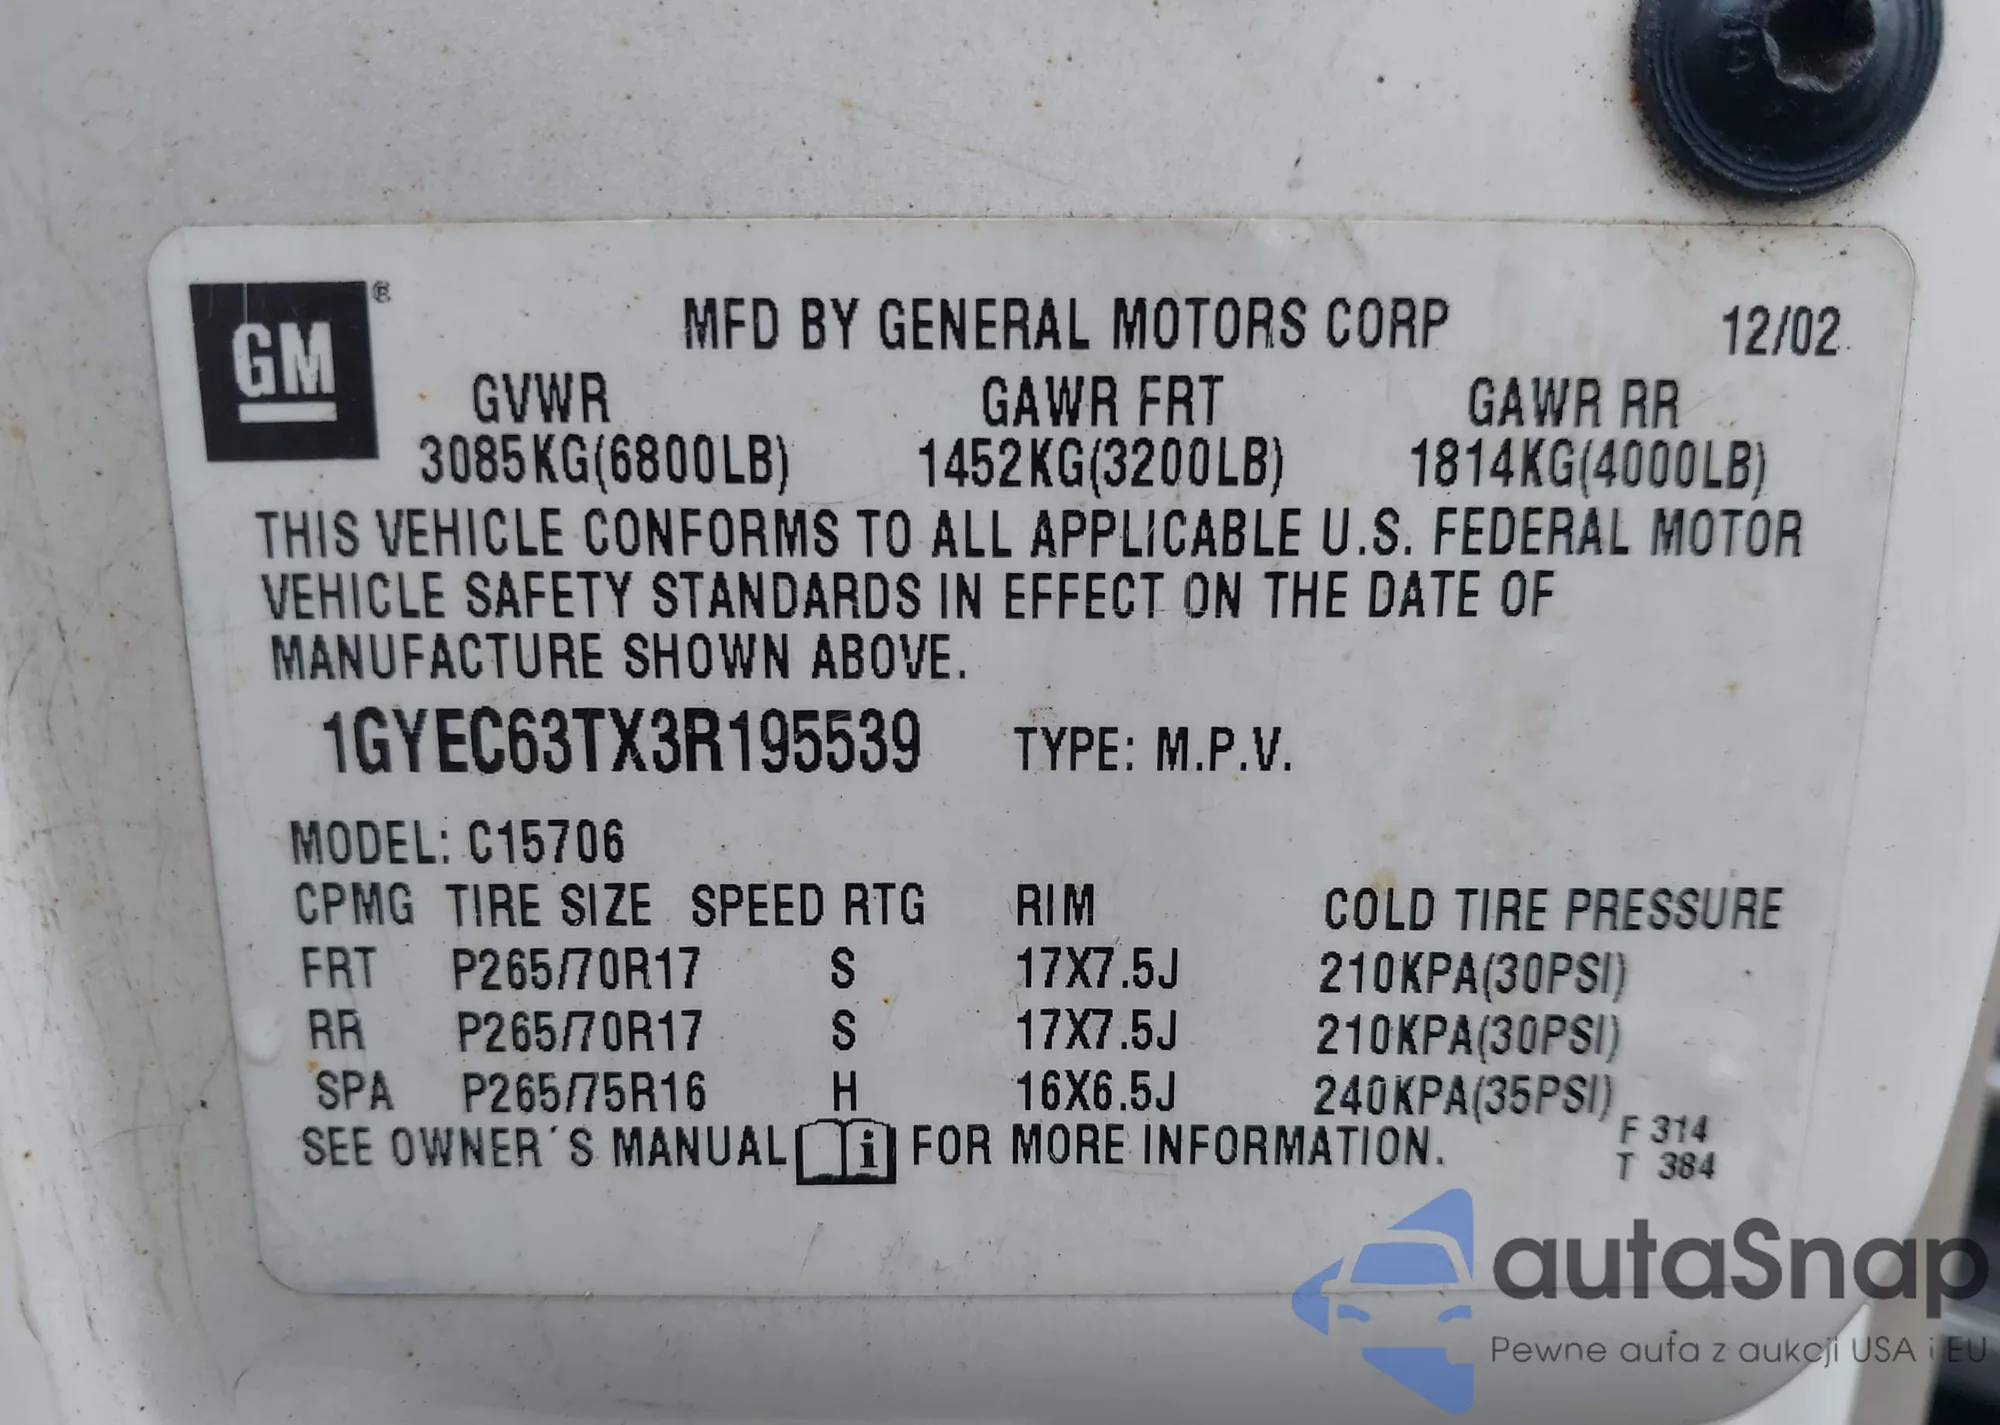 GM®
MFD BY GENERAL MOTORS CORP 12/02
GVWR GAWR FRT GAWR RR
3085KG(6800LB) 1452KG(3200LB) 1814KG(4000LB)
THIS VEHICLE CONFORMS TO ALL APPLICABLE U.S. FEDERAL MOTOR
VEHICLE SAFETY STANDARDS IN EFFECT ON THE DATE OF
MANUFACTURE SHOWN ABOVE.
1GYEC63TX3R195539 TYPE: M.P.V.
MODEL: C15706
CPMG TIRE SIZE SPEED RTG RIM COLD TIRE PRESSURE
FRT P265/70R17 S 17X7.5J 210KPA(30PSI)
RR P265/70R17 S 17X7.5J 210KPA(30PSI)
SPA P265/75R16 H 16X6.5J 240KPA(35PSI)
SEE OWNER´S MANUAL i FOR MORE INFORMATION.
F 314
T 384
autaSnap
Pewne auta z aukcji USA i EU